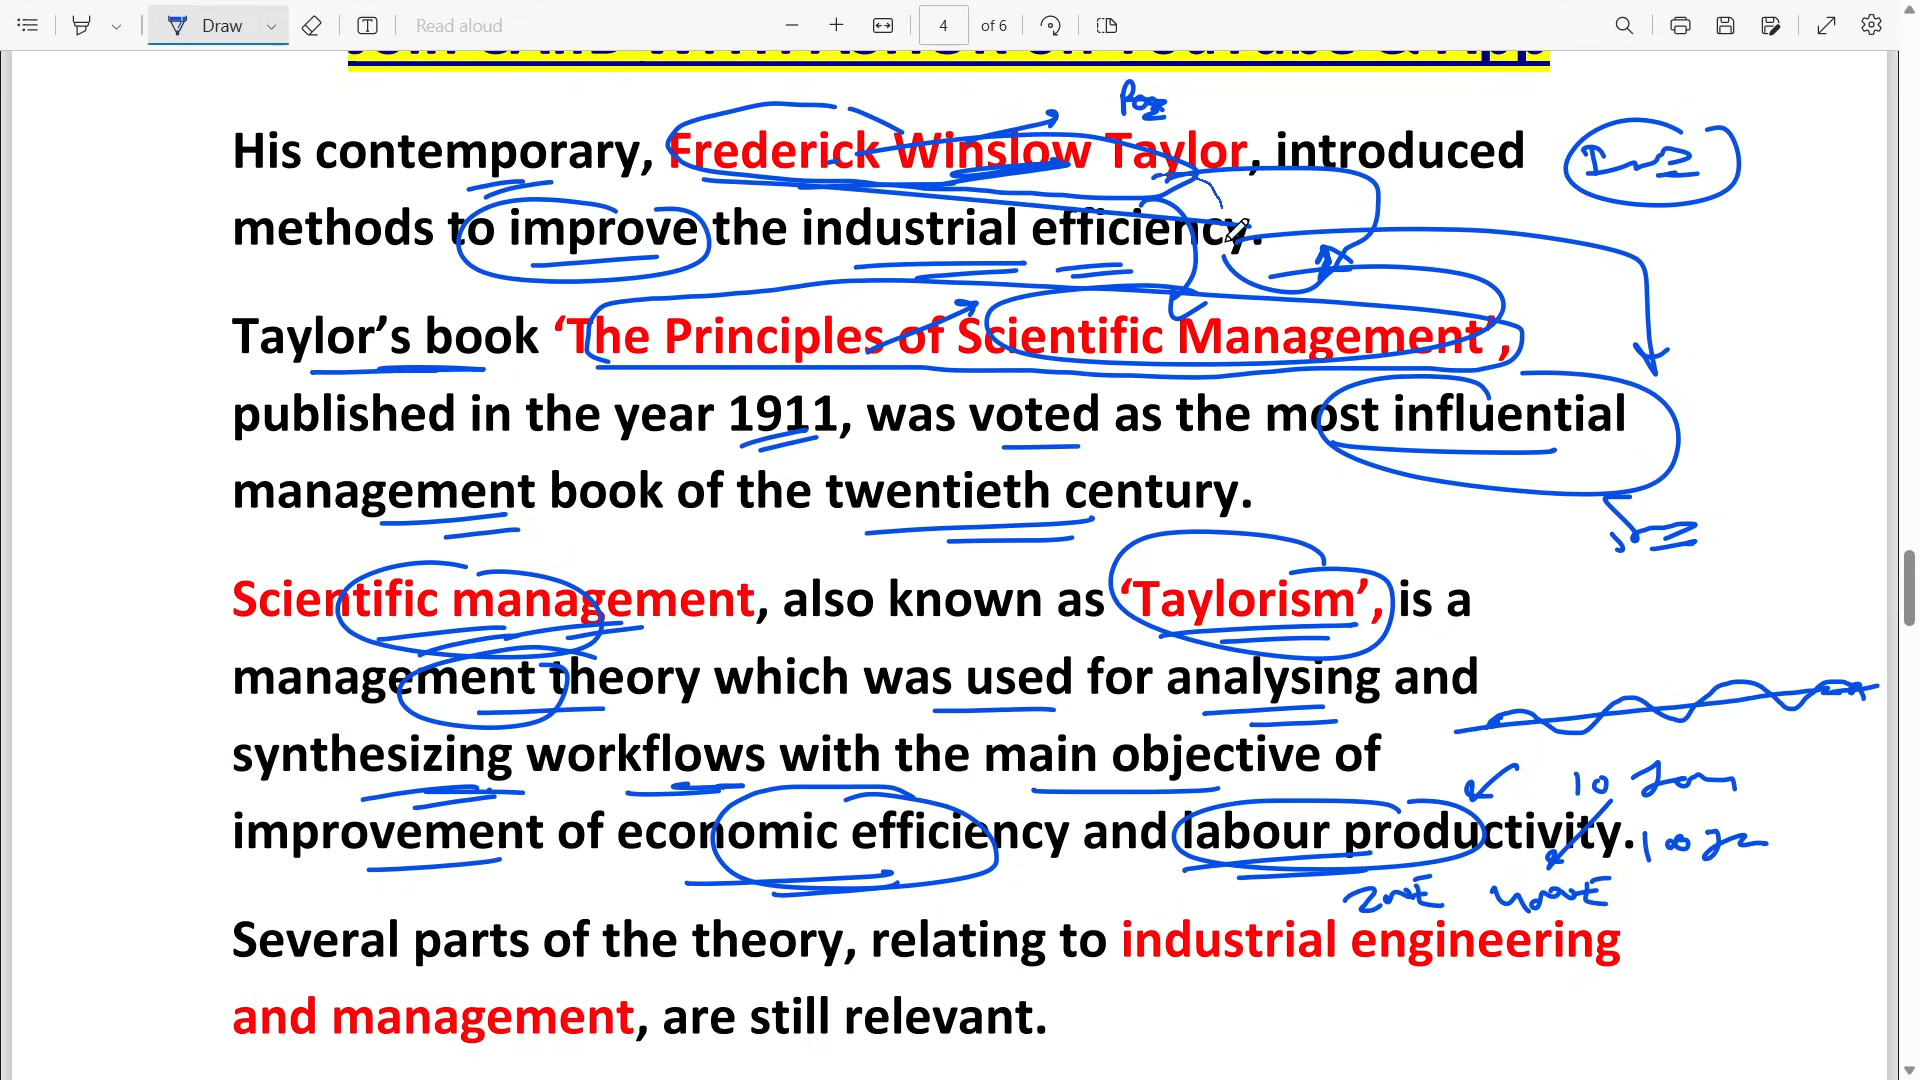 Draw
Read aloud
4 of 6
His contemporary, Frederick Winslow Taylor, introduced
methods to improve the industrial efficiency.
Taylor’s book ‘The Principles of Scientific Management’,
published in the year 1911, was voted as the most influential
management book of the twentieth century.
Scientific management, also known as ‘Taylorism’, is a
management theory which was used for analysing and
synthesizing workflows with the main objective of
10
improvement of economic efficiency and labour productivity.
100
Several parts of the theory, relating to industrial engineering
and management, are still relevant.